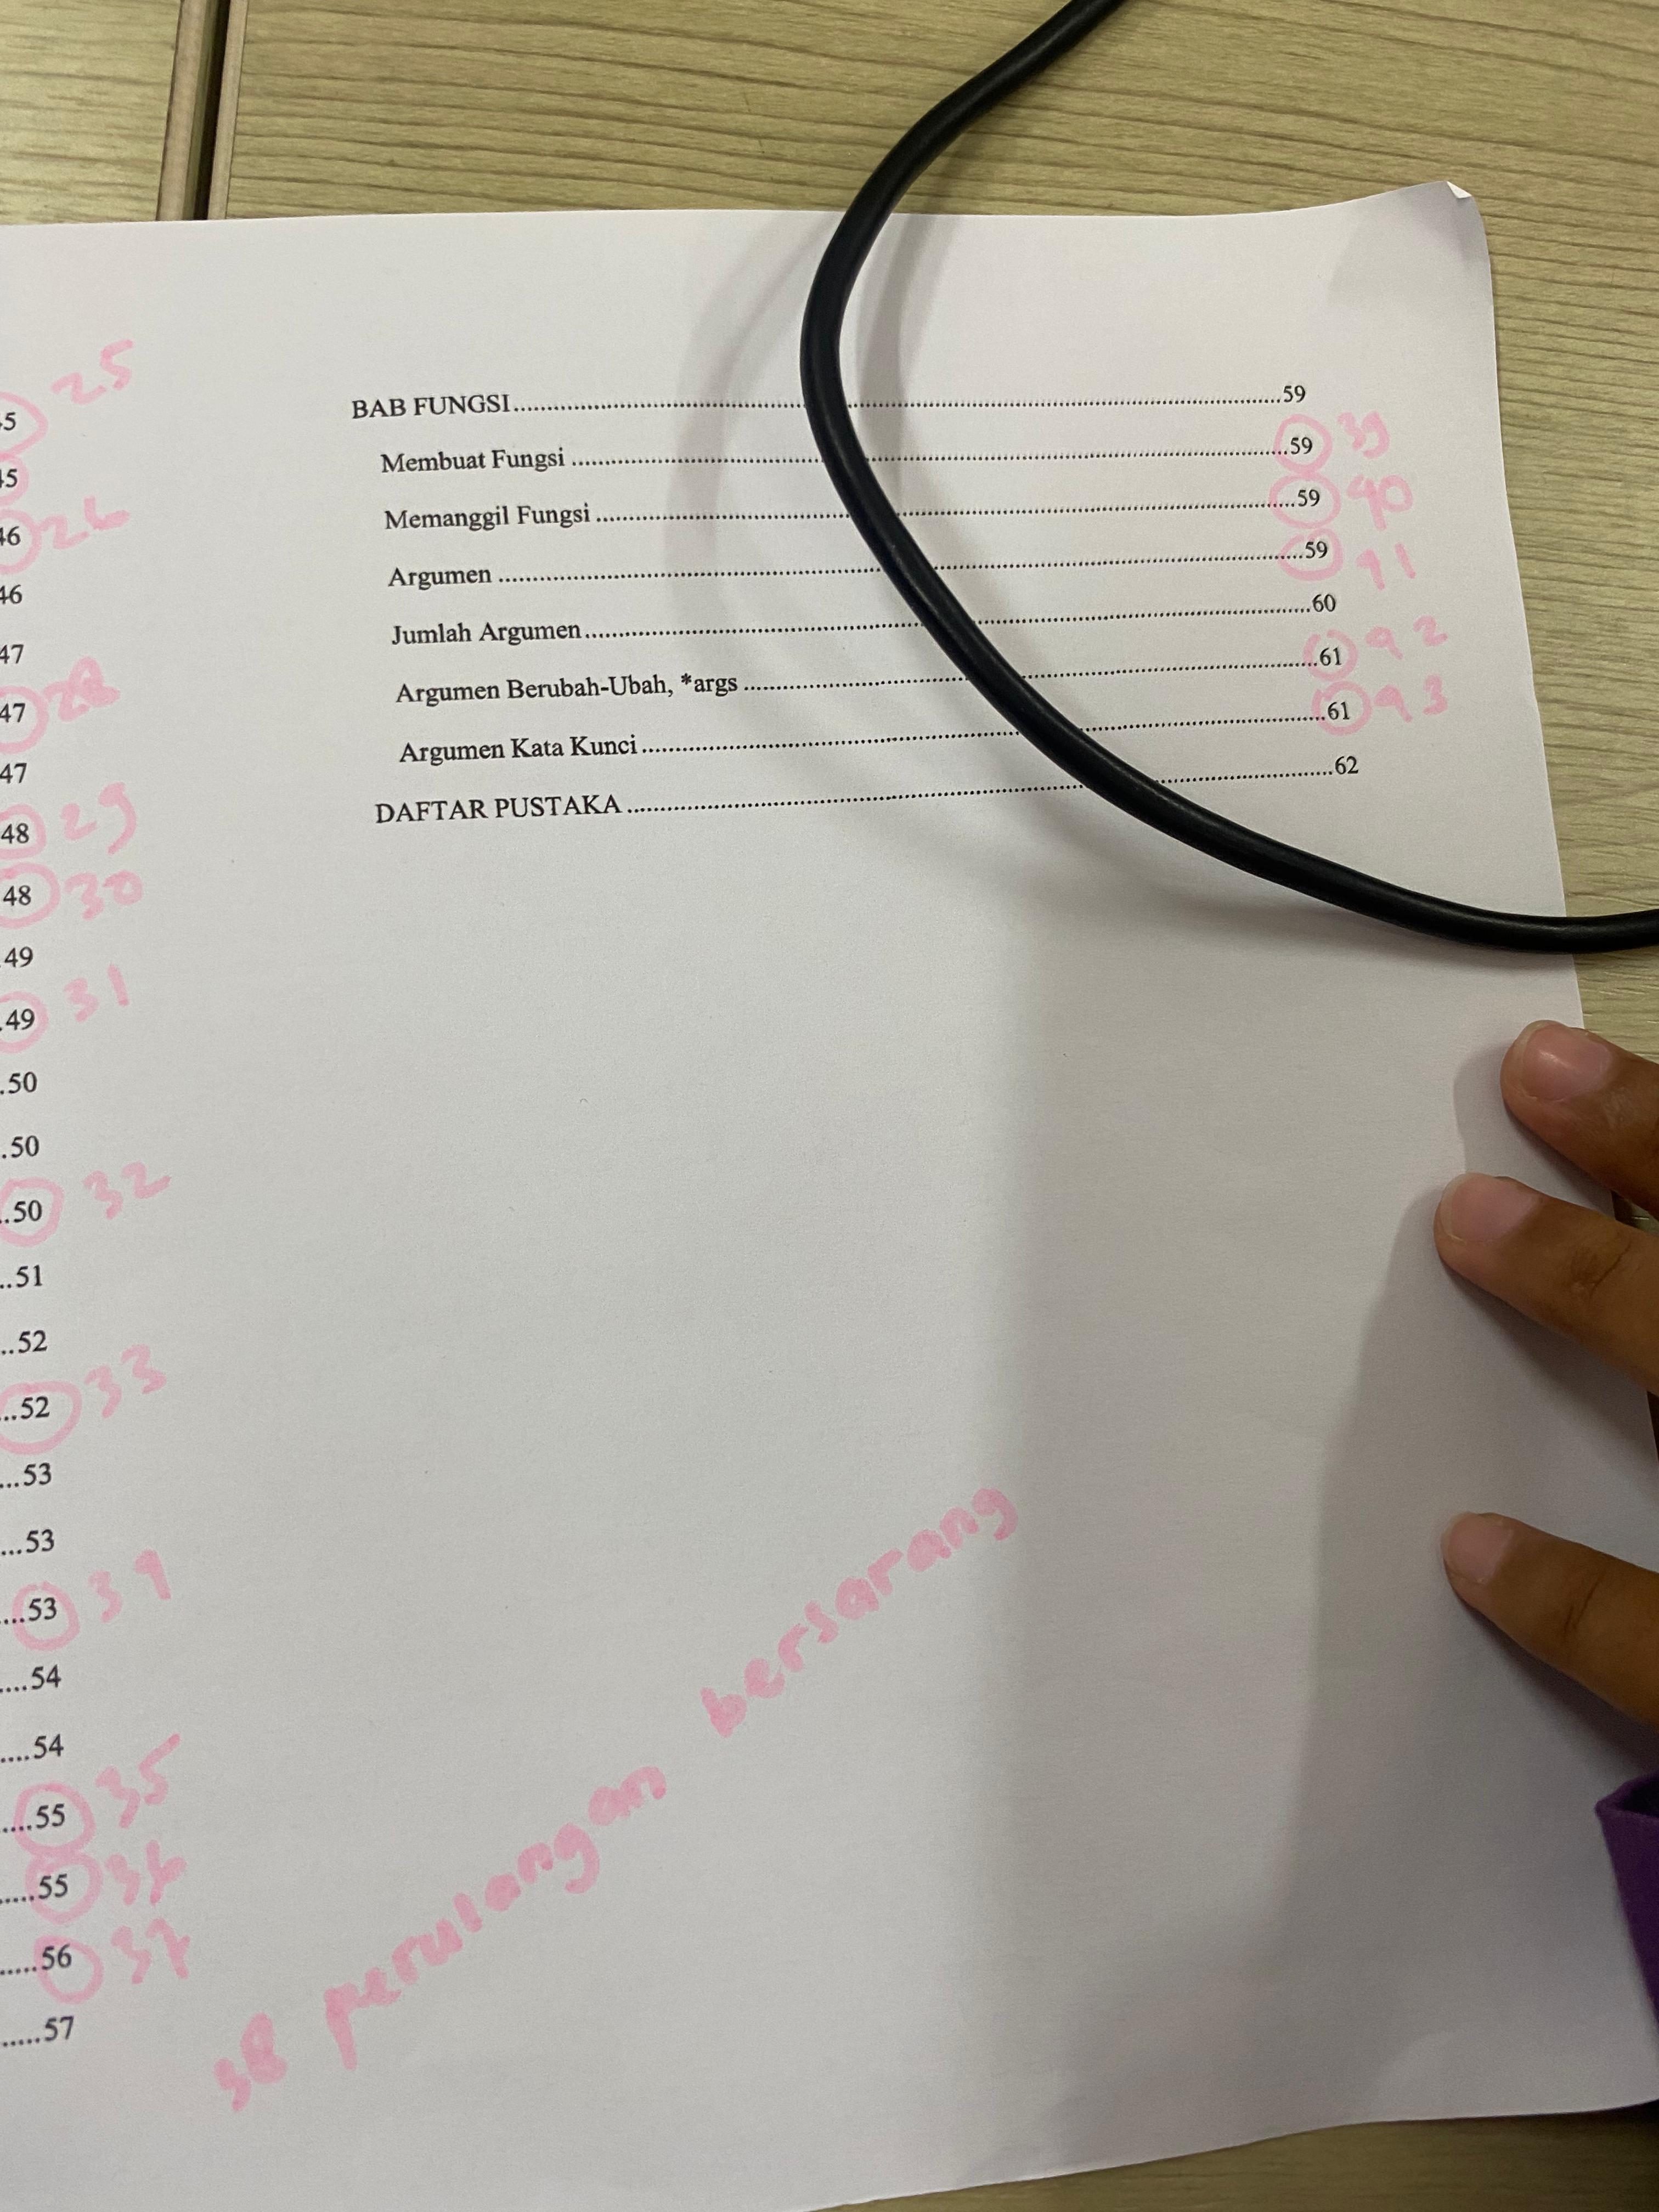 45 25
45
46 26
46
47
47 28
47
48 29
48 30
.49
.49 31
.50
.50
..50 32
..51
..52
...52 33
...53
...53
....53 34
....54
....54
....55 35
.....55 36
.....56 37
......57
BAB FUNGSI.....59
Membuat Fungsi.....59 39
Memanggil Fungsi.....59 40
Argumen.....59 41
Jumlah Argumen.....60
Argumen Berubah-Ubah, *args.....61 42
Argumen Kata Kunci.....61 43
DAFTAR PUSTAKA.....62
38 perulangan bersarang